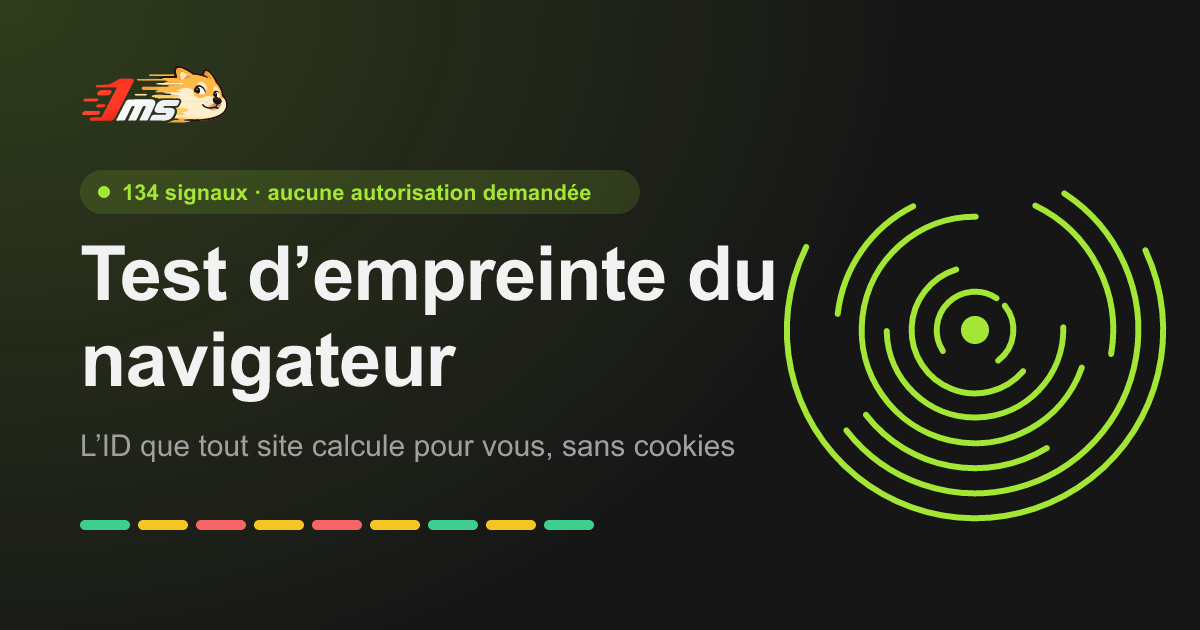 1ms
134 signaux · aucune autorisation demandée
Test d’empreinte du
navigateur
L’ID que tout site calcule pour vous, sans cookies